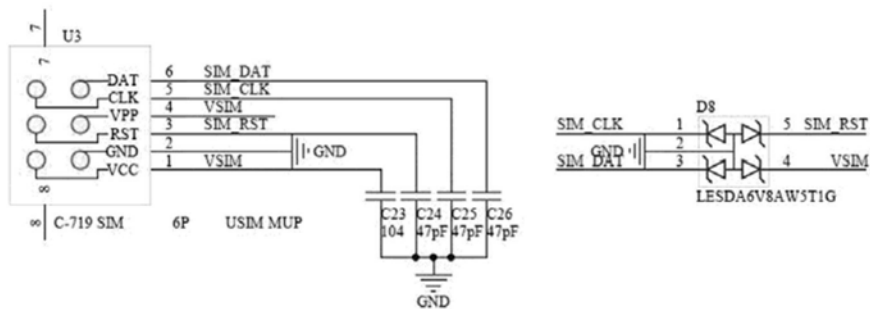 7
U3
7
DAT 6 SIM_DAT
CLK 5 SIM_CLK
VPP 4 VSIM
RST 3 SIM_RST
GND 2 GND
VCC 1 VSIM
8
8 C-719 SIM 6P USIM MUP
C23 C24 C25 C26
104 47pF 47pF 47pF
GND
D8
SIM_CLK 1 5 SIM_RST
GND 2
SIM_DAT 3 4 VSIM
LESDA6V8AW5T1G